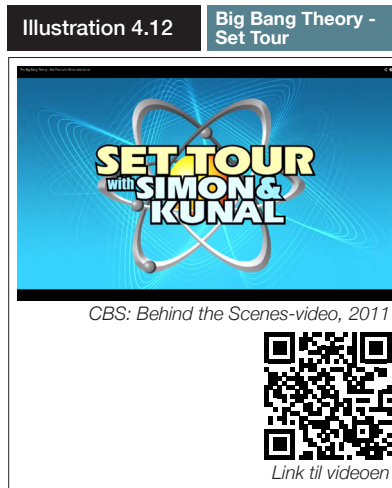 Illustration 4.12
Big Bang Theory -
Set Tour
SET TOUR
with SIMON &
KUNAL
CBS: Behind the Scenes-video, 2011
Link til videoen